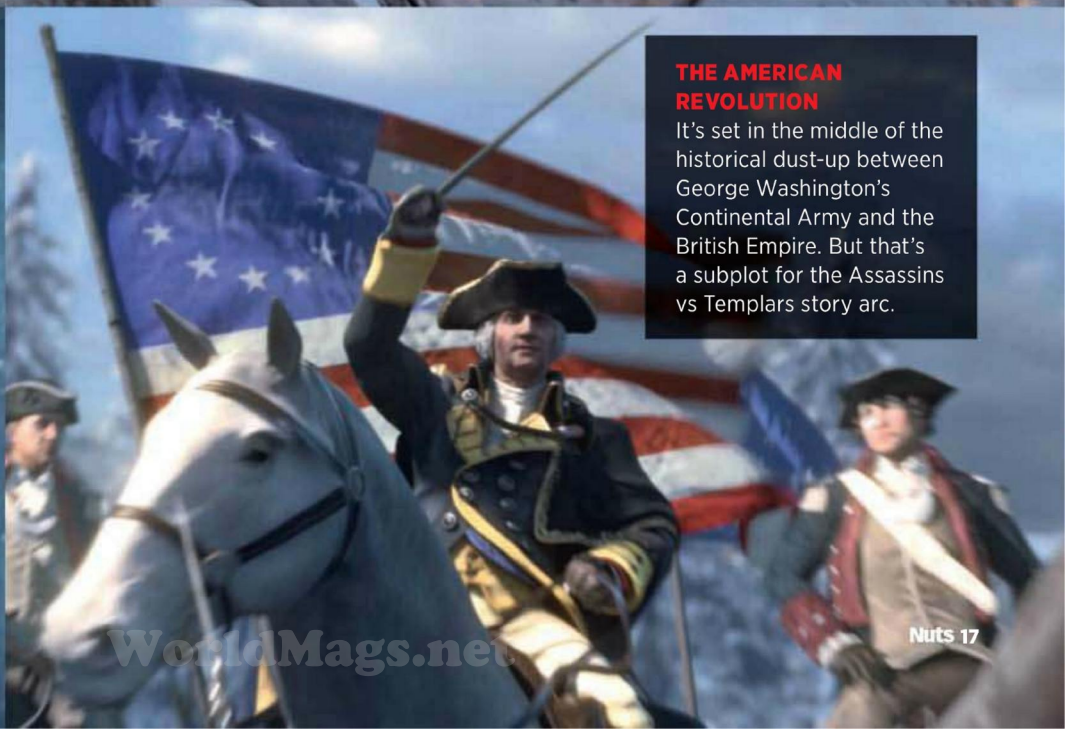 THE AMERICAN
REVOLUTION
It's set in the middle of the
historical dust-up between
George Washington's
Continental Army and the
British Empire. But that's
a subplot for the Assassins
vs Templars story arc.
Nuts 17
WorldMags.net